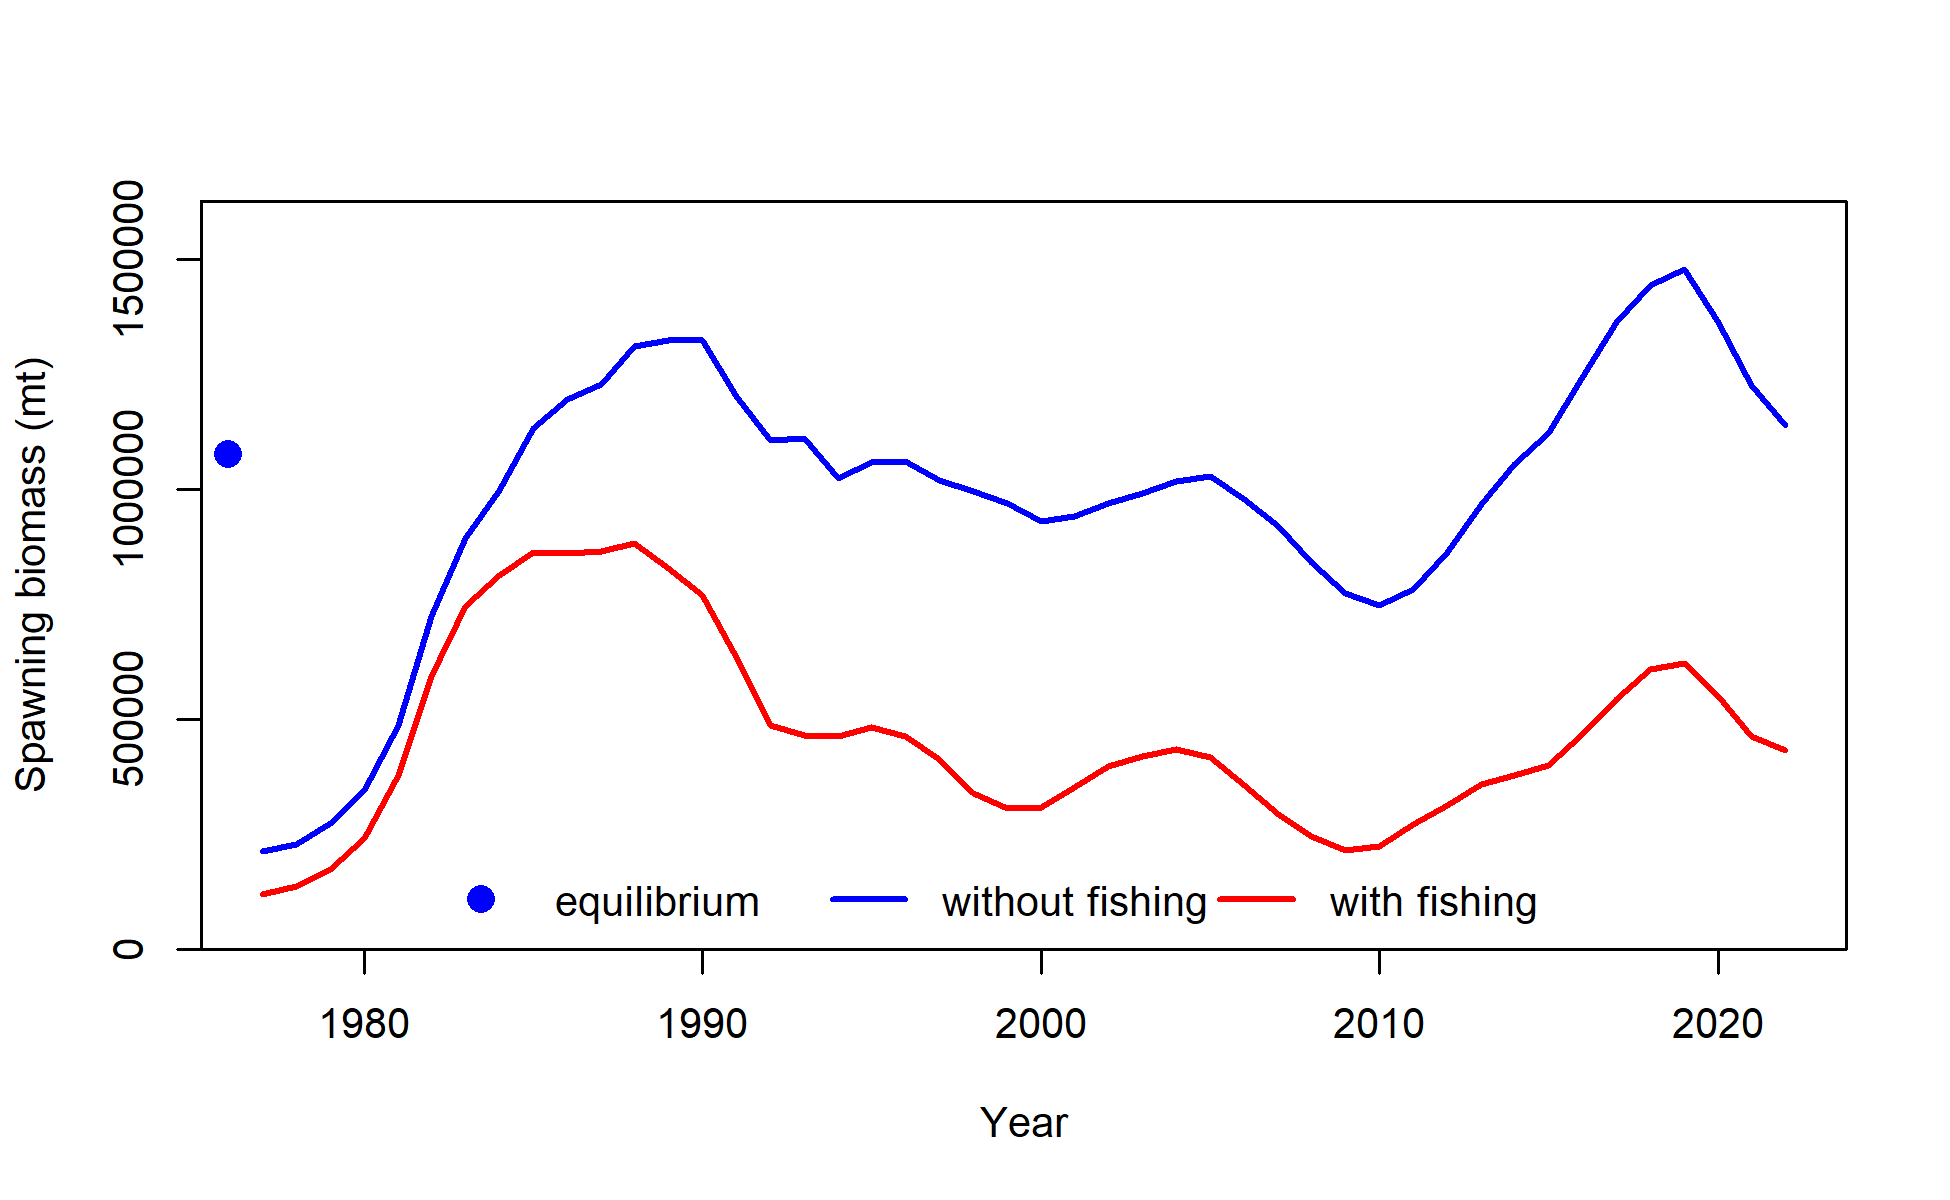 Spawning biomass (mt)
1500000
1000000
500000
0
equilibrium without fishing with fishing
1980 1990 2000 2010 2020
Year